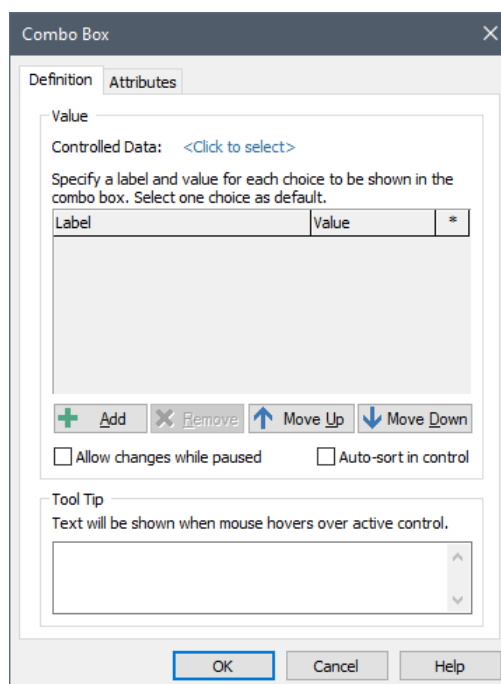 Combo Box
Definition Attributes
Value
Controlled Data: <Click to select>
Specify a label and value for each choice to be shown in the
combo box. Select one choice as default.
Label Value *
Add Remove Move Up Move Down
Allow changes while paused Auto-sort in control
Tool Tip
Text will be shown when mouse hovers over active control.
OK Cancel Help